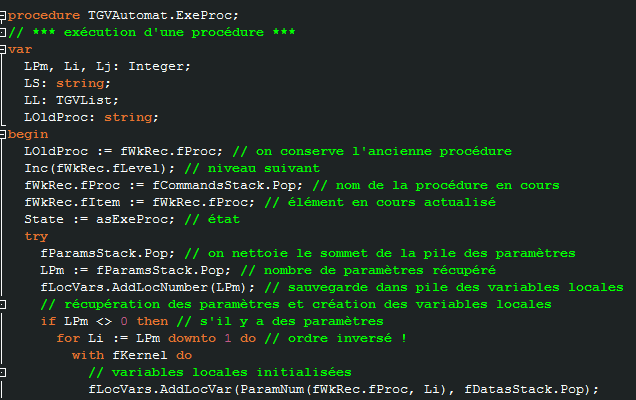 procedure TGVAutomat.ExeProc;
// *** exécution d'une procédure ***
var
  LPm, Li, Lj: Integer;
  LS: string;
  LL: TGVList;
  LOldProc: string;
begin
  LOldProc := fWkRec.fProc; // on conserve l'ancienne procédure
  Inc(fWkRec.fLevel); // niveau suivant
  fWkRec.fProc := fCommandsStack.Pop; // nom de la procédure en cours
  fWkRec.fItem := fWkRec.fProc; // élément en cours actualisé
  State := asExeProc; // état
  try
    fParamsStack.Pop; // on nettoie le sommet de la pile des paramètres
    LPm := fParamsStack.Pop; // nombre de paramètres récupéré
    fLocVars.AddLocNumber(LPm); // sauvegarde dans pile des variables locales
    // récupération des paramètres et création des variables locales
    if LPm <> 0 then // s'il y a des paramètres
      for Li := LPm downto 1 do // ordre inversé !
        with fKernel do
          // variables locales initialisées
          fLocVars.AddLocVar(ParamNum(fWkRec.fProc, Li), fDatasStack.Pop);